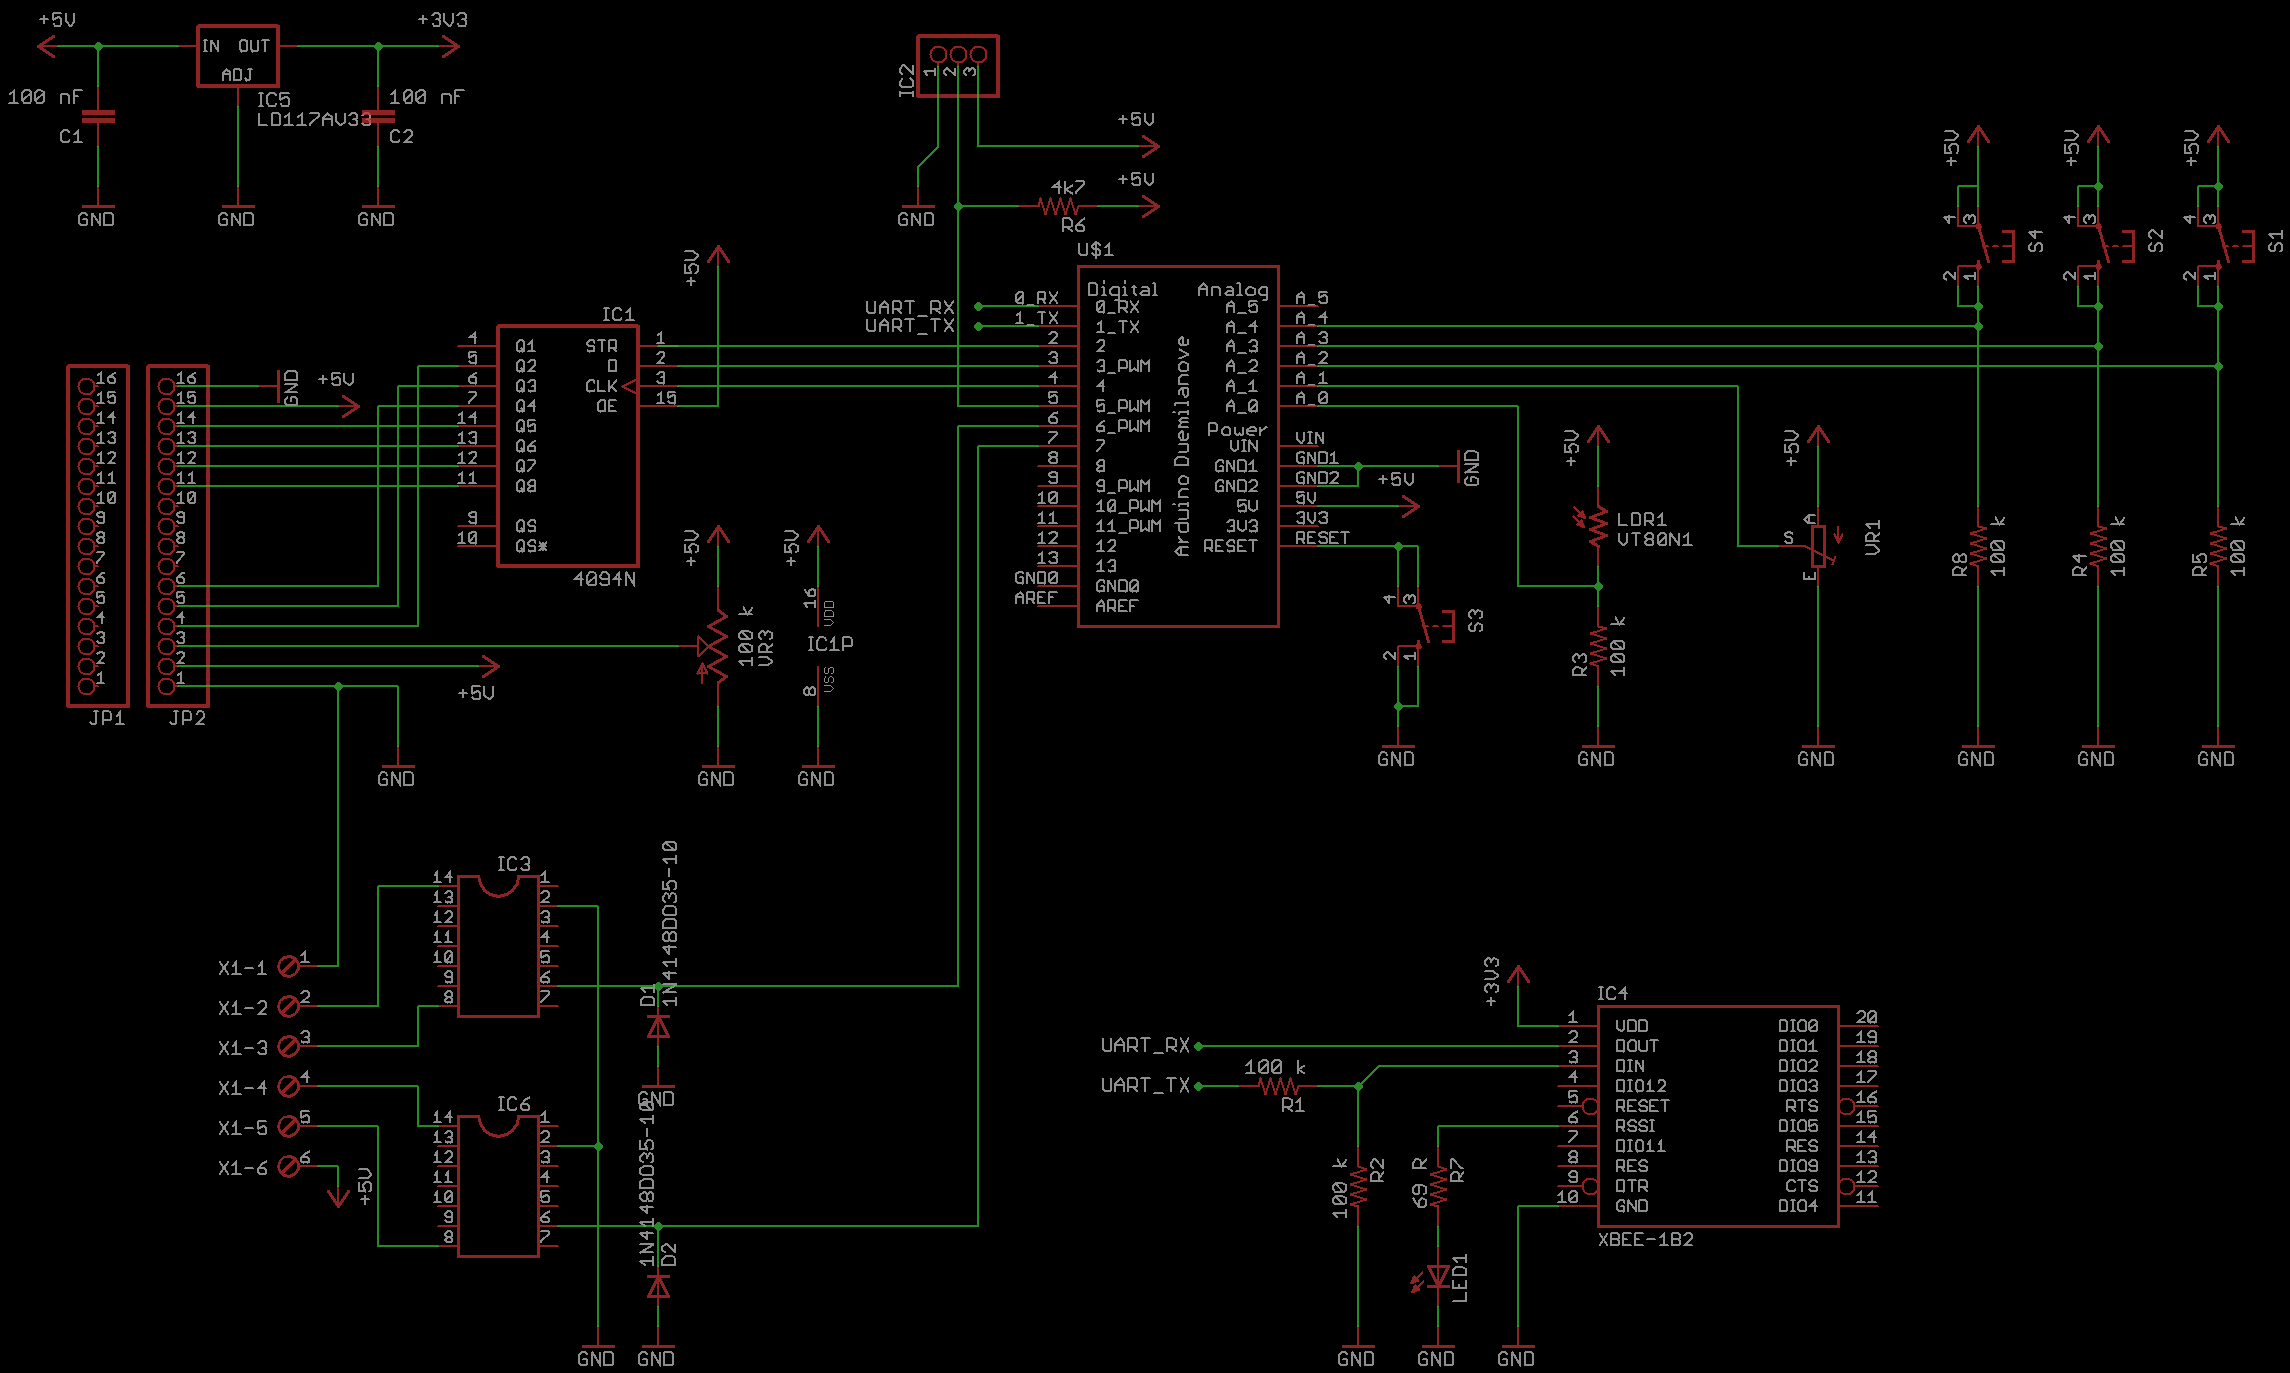 +5V
+3V3
IN OUT
ADJ
100 nF
C1
IC5
LD117AV33
100 nF
C2
GND
GND
GND
IC2
1
2
3
+5V
+5V
4k7
R6
GND
+5V
IC1
4 Q1 STR 1
5 Q2 D 2
6 Q3 CLK 3
7 Q4 OE 15
14 Q5
13 Q6
12 Q7
11 Q8
9 QS
10 QS*
4094N
16
15
14
13
12
11
10
9
8
7
6
5
4
3
2
1
JP1
16
15
14
13
12
11
10
9
8
7
6
5
4
3
2
1
JP2
GND
+5V
+5V
GND
+5V
100 k
VR3
GND
+5V
16
VDD
IC1P
8
VSS
GND
U$1
UART_RX
UART_TX
Digital Analog
0_RX 0_RX A_5 A_5
1_TX 1_TX A_4 A_4
2 2 A_3 A_3
3 3_PWM A_2 A_2
4 4 A_1 A_1
5 5_PWM A_0 A_0
6 6_PWM Power
7 7 VIN VIN
8 8 GND1 GND1
9 9_PWM GND2 GND2
10 10_PWM 5V 5V
11 11_PWM 3V3 3V3
12 12 RESET RESET
13 13
GND0 GND0
AREF AREF
Arduino Duemilanove
GND
+5V
4
3
S3
2
1
GND
+5V
LDR1
VT80N1
R3
100 k
GND
+5V
A
S
E
VR1
GND
+5V
4
3
S4
2
1
R8
100 k
GND
+5V
4
3
S2
2
1
R4
100 k
GND
+5V
4
3
S1
2
1
R5
100 k
GND
IC3
14 1
13 2
12 3
11 4
10 5
9 6
8 7
D1
1N4148DO35-10
GND
X1-1 1
X1-2 2
X1-3 3
X1-4 4
X1-5 5
X1-6 6
+5V
IC6
14 1
13 2
12 3
11 4
10 5
9 6
8 7
1N4148DO35-10
D2
GND
GND
UART_RX
UART_TX
100 k
R1
100 k
R2
69 R
R7
LED1
GND
GND
GND
+3V3
IC4
1 VDD DIO0 20
2 DOUT DIO1 19
3 DIN DIO2 18
4 DIO12 DIO3 17
5 RESET RTS 16
6 RSSI DIO5 15
7 DIO11 RES 14
8 RES DIO9 13
9 DTR CTS 12
10 GND DIO4 11
XBEE-1B2